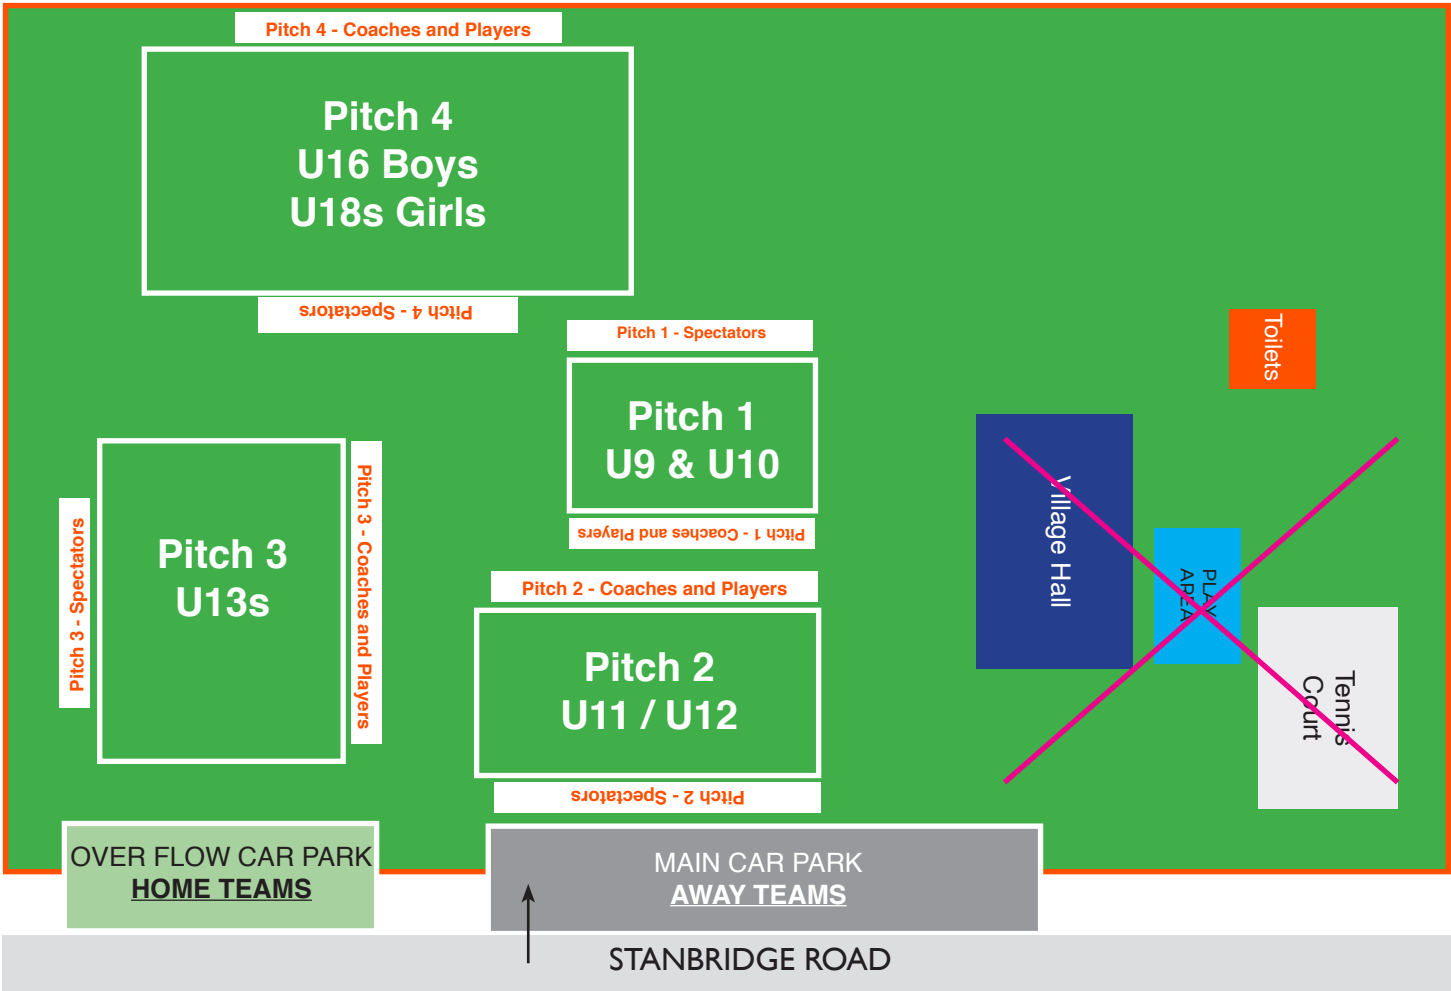 Pitch 4 - Coaches and Players
Pitch 4
U16 Boys
U18s Girls
Pitch 4 - Spectators
Pitch 1 - Spectators
Pitch 1
U9 & U10
Pitch 1 - Coaches and Players
Pitch 3 - Spectators
Pitch 3
U13s
Pitch 3 - Coaches and Players
Pitch 2 - Coaches and Players
Pitch 2
U11 / U12
Pitch 2 - Spectators
Toilets
Village Hall
PLAY
AREA
Tennis
Court
OVER FLOW CAR PARK
HOME TEAMS
MAIN CAR PARK
AWAY TEAMS
STANBRIDGE ROAD